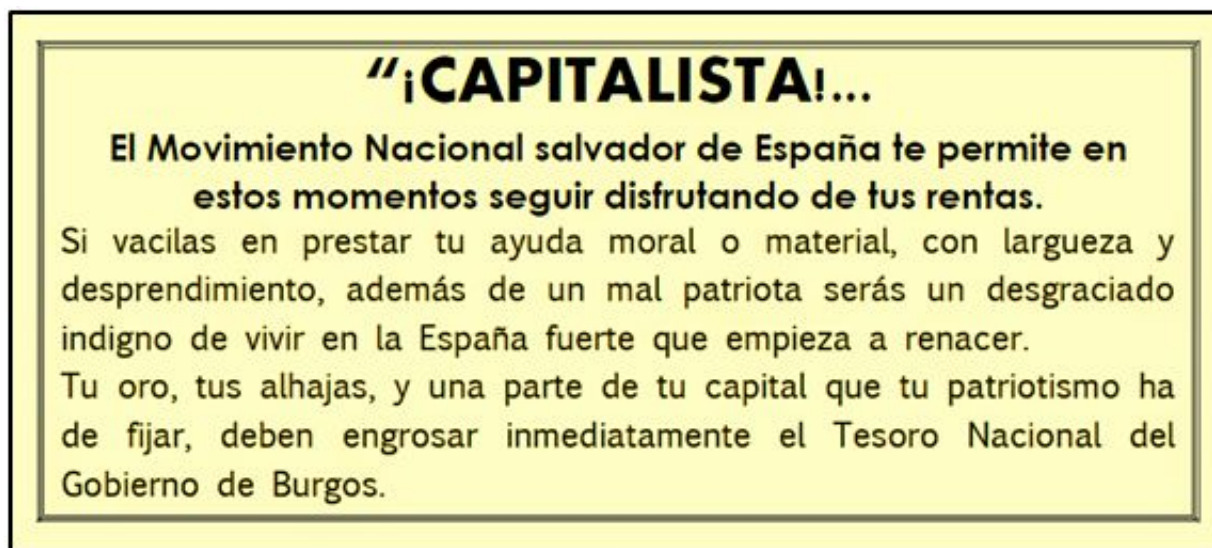 “¡CAPITALISTA!...
El Movimiento Nacional salvador de España te permite en
estos momentos seguir disfrutando de tus rentas.
Si vacilas en prestar tu ayuda moral o material, con largueza y
desprendimiento, además de un mal patriota serás un desgraciado
indigno de vivir en la España fuerte que empieza a renacer.
Tu oro, tus alhajas, y una parte de tu capital que tu patriotismo ha
de fijar, deben engrosar inmediatamente el Tesoro Nacional del
Gobierno de Burgos.